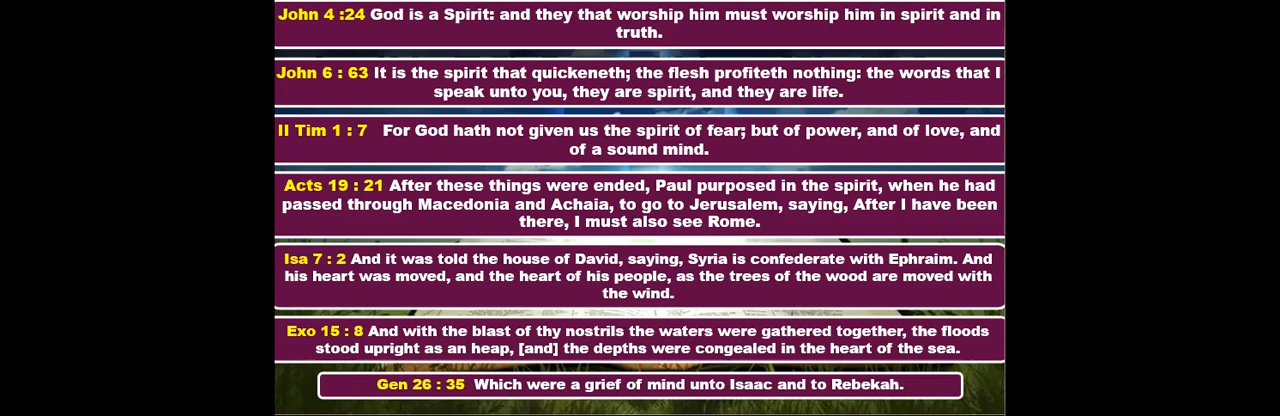 John 4 :24 God is a Spirit: and they that worship him must worship him in spirit and in
truth.
John 6 : 63 It is the spirit that quickeneth; the flesh profiteth nothing: the words that I
speak unto you, they are spirit, and they are life.
II Tim 1 : 7 For God hath not given us the spirit of fear; but of power, and of love, and
of a sound mind.
Acts 19 : 21 After these things were ended, Paul purposed in the spirit, when he had
passed through Macedonia and Achaia, to go to Jerusalem, saying, After I have been
there, I must also see Rome.
Isa 7 : 2 And it was told the house of David, saying, Syria is confederate with Ephraim. And
his heart was moved, and the heart of his people, as the trees of the wood are moved with
the wind.
Exo 15 : 8 And with the blast of thy nostrils the waters were gathered together, the floods
stood upright as an heap, [and] the depths were congealed in the heart of the sea.
Gen 26 : 35 Which were a grief of mind unto Isaac and to Rebekah.